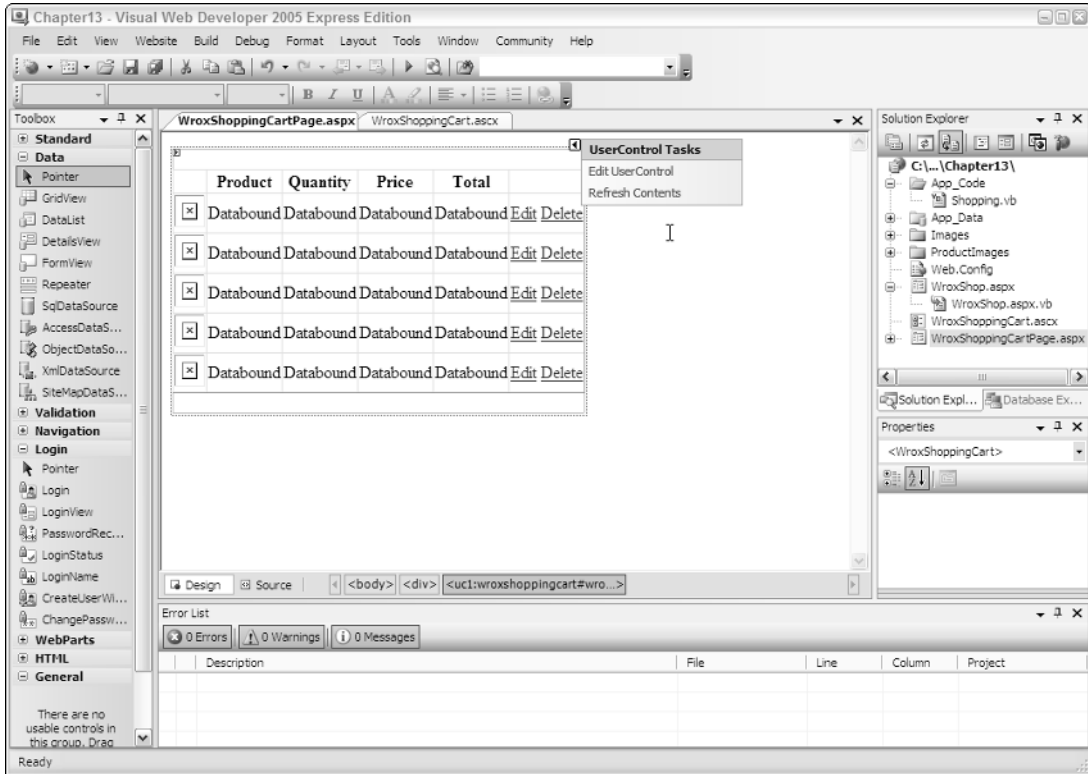 Chapter13 - Visual Web Developer 2005 Express Edition
File Edit View Website Build Debug Format Layout Tools Window Community Help
B I U A
Toolbox
Standard
Data
Pointer
GridView
DataList
DetailsView
FormView
Repeater
SqlDataSource
AccessDataS...
ObjectDataSo...
XmlDataSource
SiteMapDataS...
Validation
Navigation
Login
Pointer
Login
LoginView
PasswordRec...
LoginStatus
LoginName
CreateUserWi...
ChangePassw...
WebParts
HTML
General
There are no
usable controls in
this group. Drag
WroxShoppingCartPage.aspx WroxShoppingCart.ascx
UserControl Tasks
Edit UserControl
Refresh Contents
Product Quantity Price Total
Databound Databound Databound Databound Edit Delete
Databound Databound Databound Databound Edit Delete
Databound Databound Databound Databound Edit Delete
Databound Databound Databound Databound Edit Delete
Databound Databound Databound Databound Edit Delete
Design Source <body> <div> <uc1:wroxshoppingcart#wro...>
Error List
0 Errors 0 Warnings 0 Messages
Description File Line Column Project
Solution Explorer
C:\...\Chapter13\
App_Code
Shopping.vb
App_Data
Images
ProductImages
Web.Config
WroxShop.aspx
WroxShop.aspx.vb
WroxShoppingCart.ascx
WroxShoppingCartPage.aspx
Solution Expl... Database Ex...
Properties
<WroxShoppingCart>
Ready